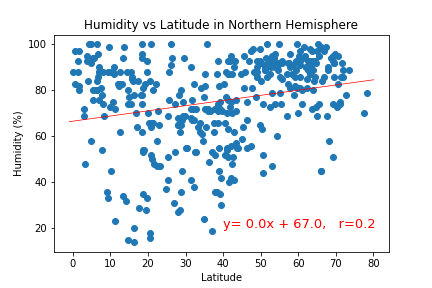 Humidity vs Latitude in Northern Hemisphere
100
80
60
40
20
Humidity (%)
y= 0.0x + 67.0,   r=0.2
0 10 20 30 40 50 60 70 80
Latitude